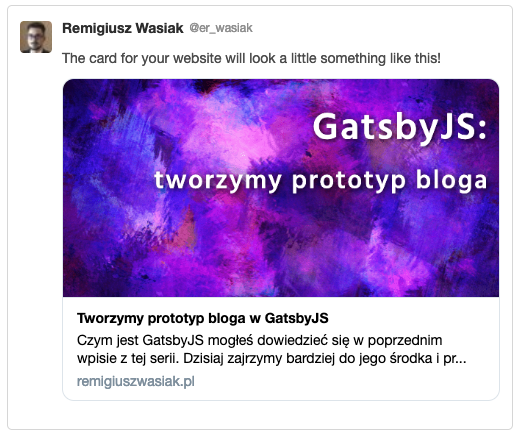 Remigiusz Wasiak @er_wasiak
The card for your website will look a little something like this!
GatsbyJS:
tworzymy prototyp bloga
Tworzymy prototyp bloga w GatsbyJS
Czym jest GatsbyJS mogłeś dowiedzieć się w poprzednim
wpisie z tej serii. Dzisiaj zajrzymy bardziej do jego środka i pr...
remigiuszwasiak.pl